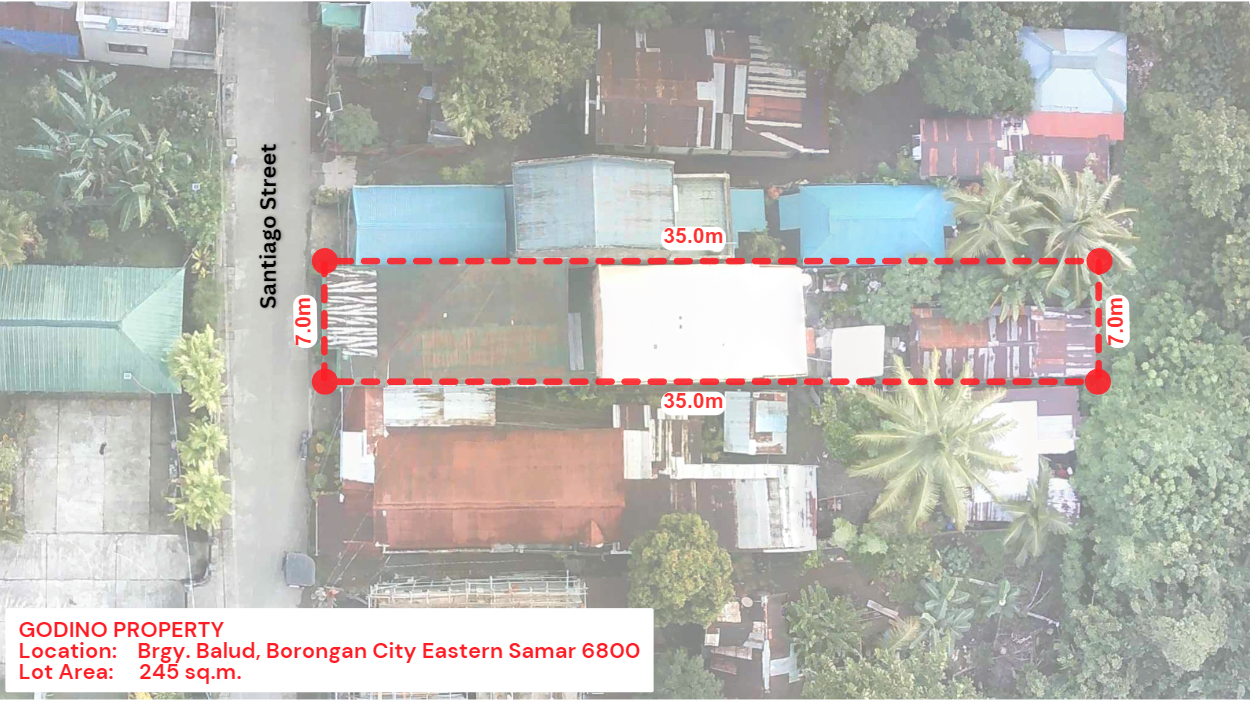 Santiago Street
35.0m
7.0m
7.0m
35.0m
GODINO PROPERTY
Location: Brgy. Balud, Borongan City Eastern Samar 6800
Lot Area: 245 sq.m.